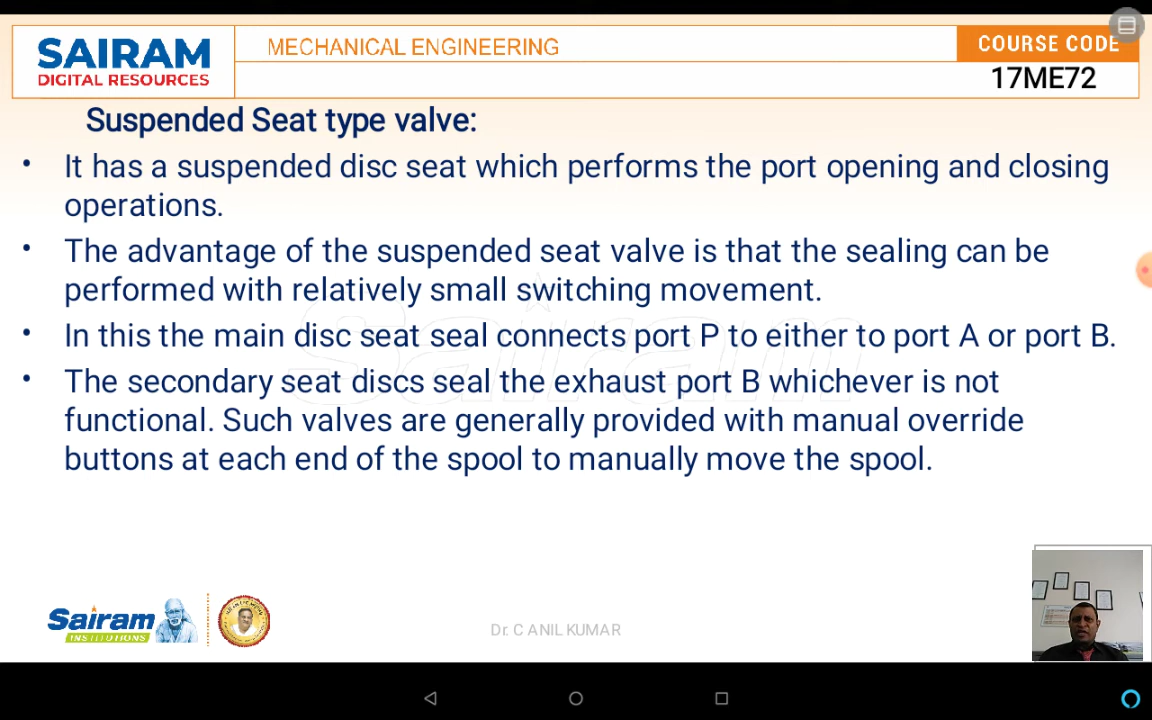 SAIRAM
DIGITAL RESOURCES
MECHANICAL ENGINEERING
COURSE CODE
17ME72
Suspended Seat type valve:
• It has a suspended disc seat which performs the port opening and closing
operations.
• The advantage of the suspended seat valve is that the sealing can be
performed with relatively small switching movement.
• In this the main disc seat seal connects port P to either to port A or port B.
• The secondary seat discs seal the exhaust port B whichever is not
functional. Such valves are generally provided with manual override
buttons at each end of the spool to manually move the spool.
Sairam
Sairam
INSTITUTIONS
Dr. C ANIL KUMAR